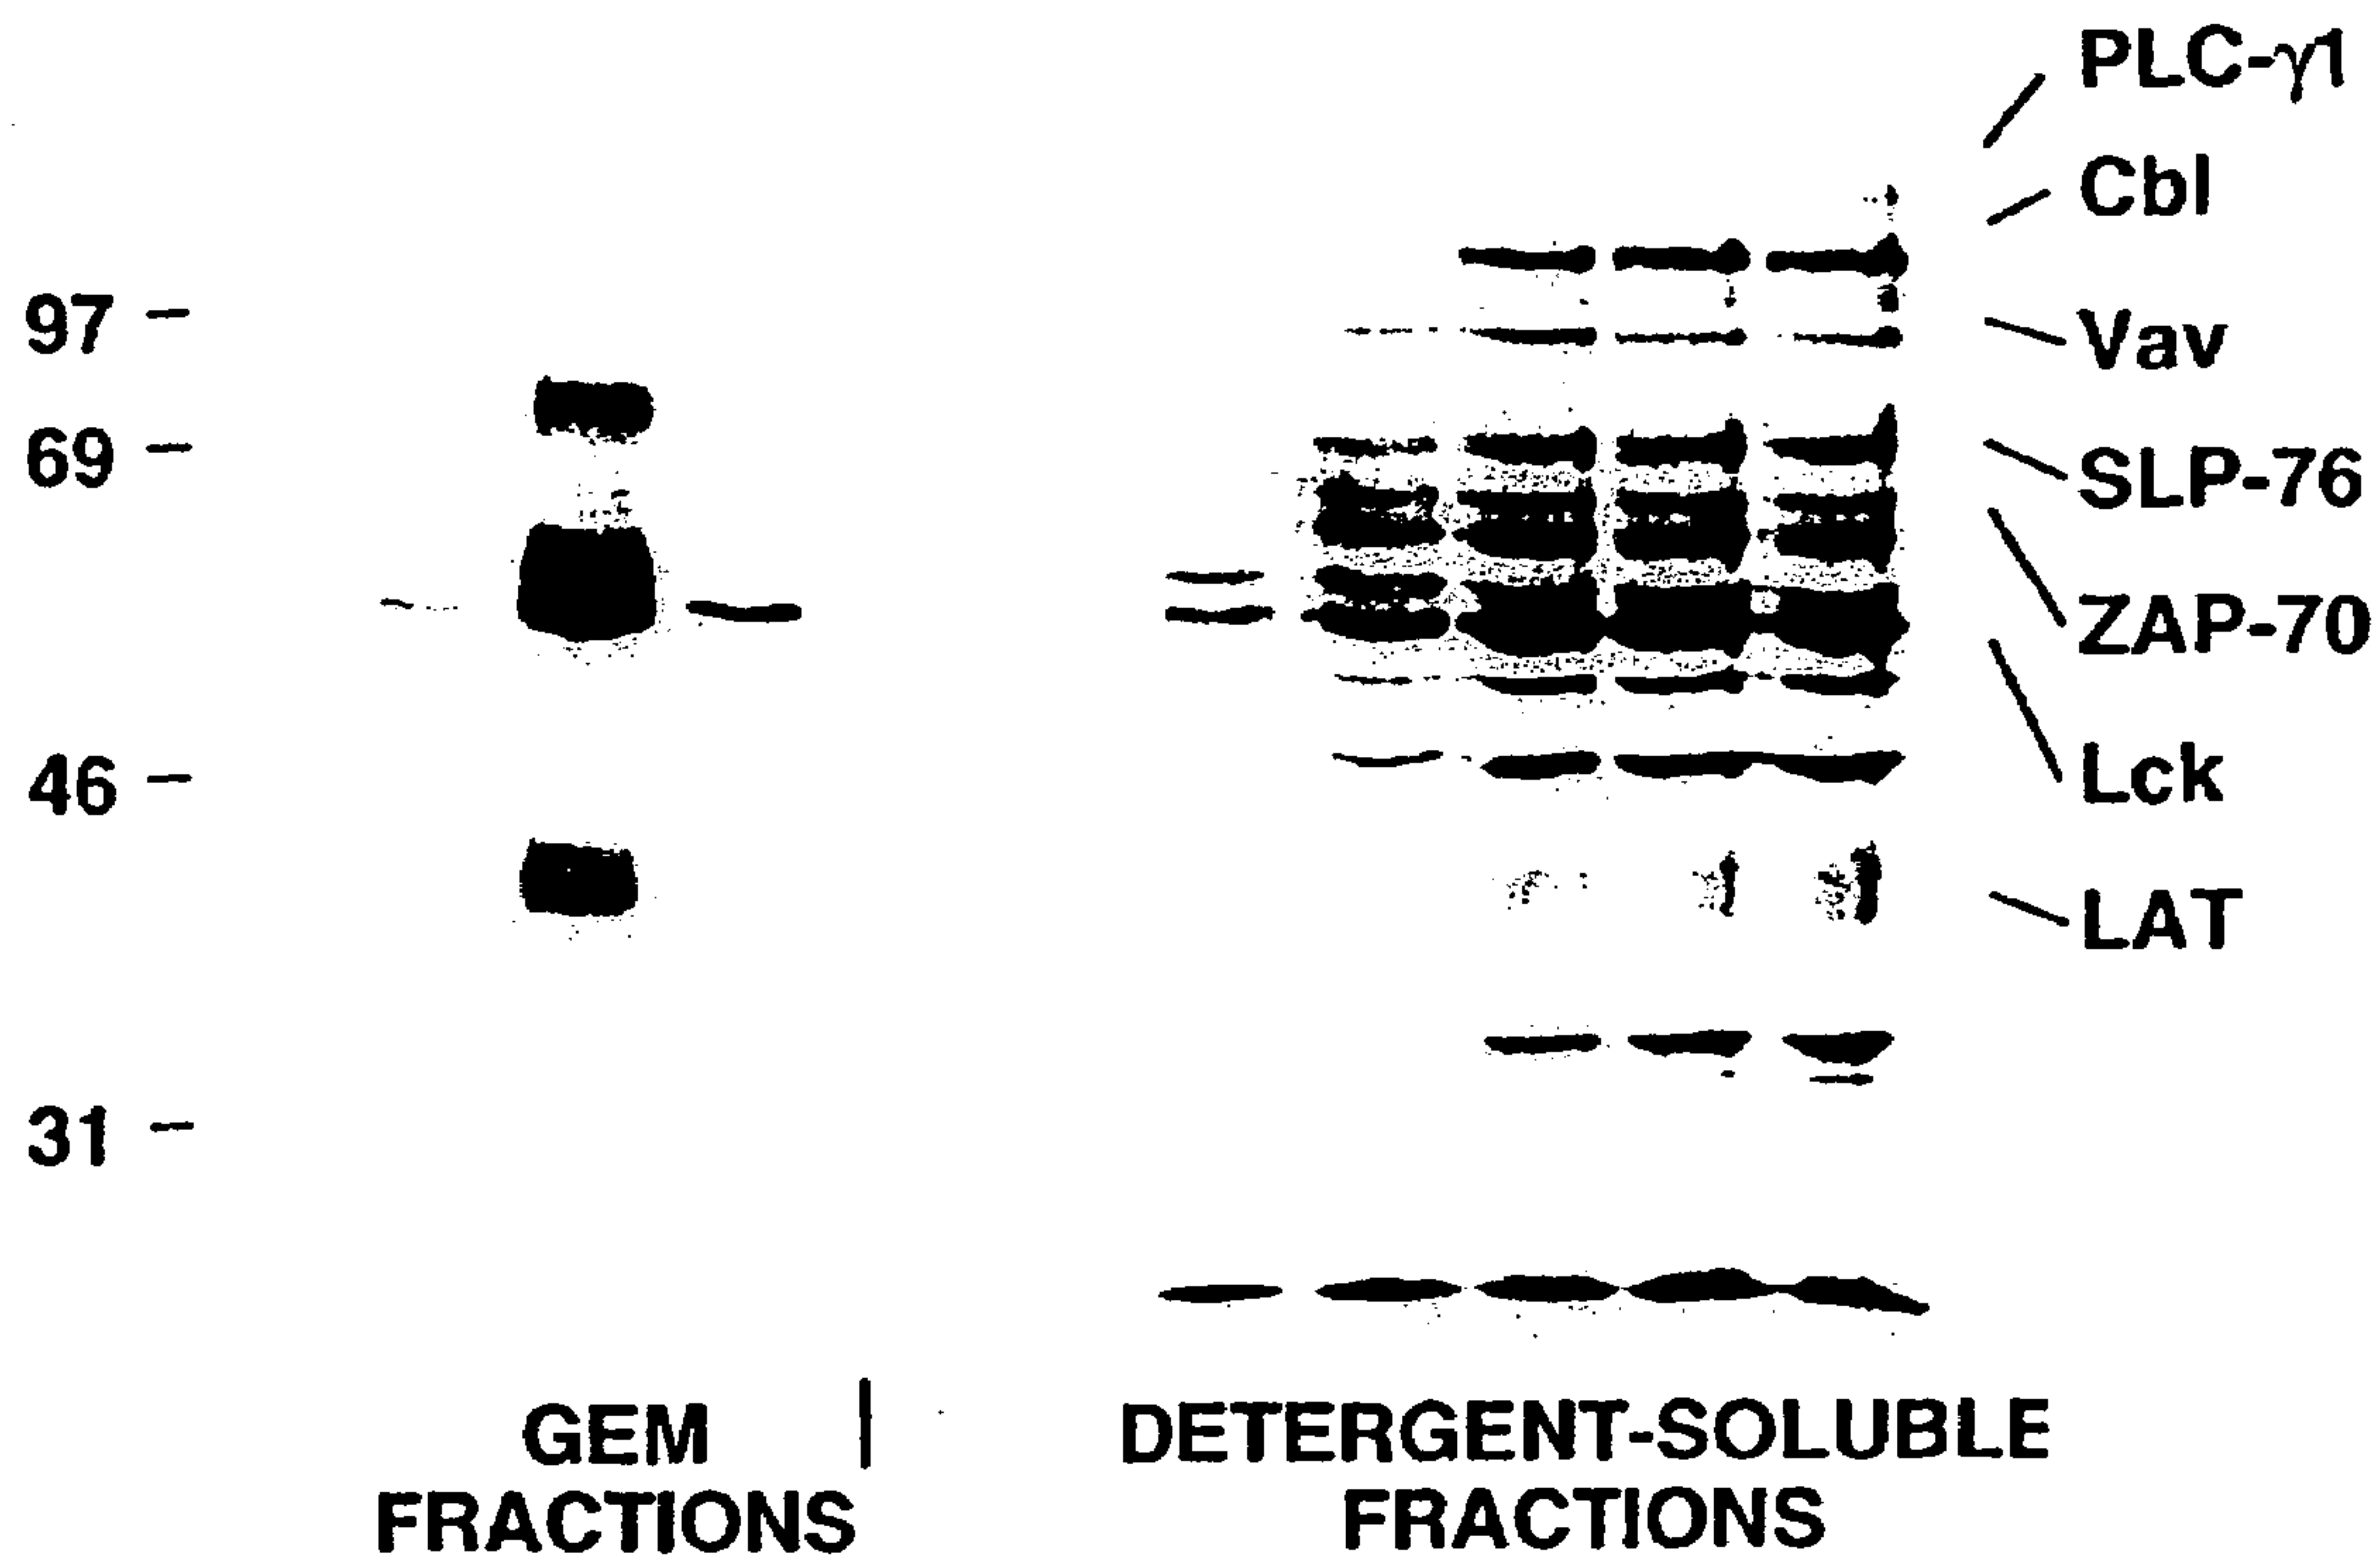 PLC-γ1
Cbl
97
Vav
69
SLP-76
ZAP-70
46
Lck
LAT
31
GEM
FRACTIONS
DETERGENT-SOLUBLE
FRACTIONS